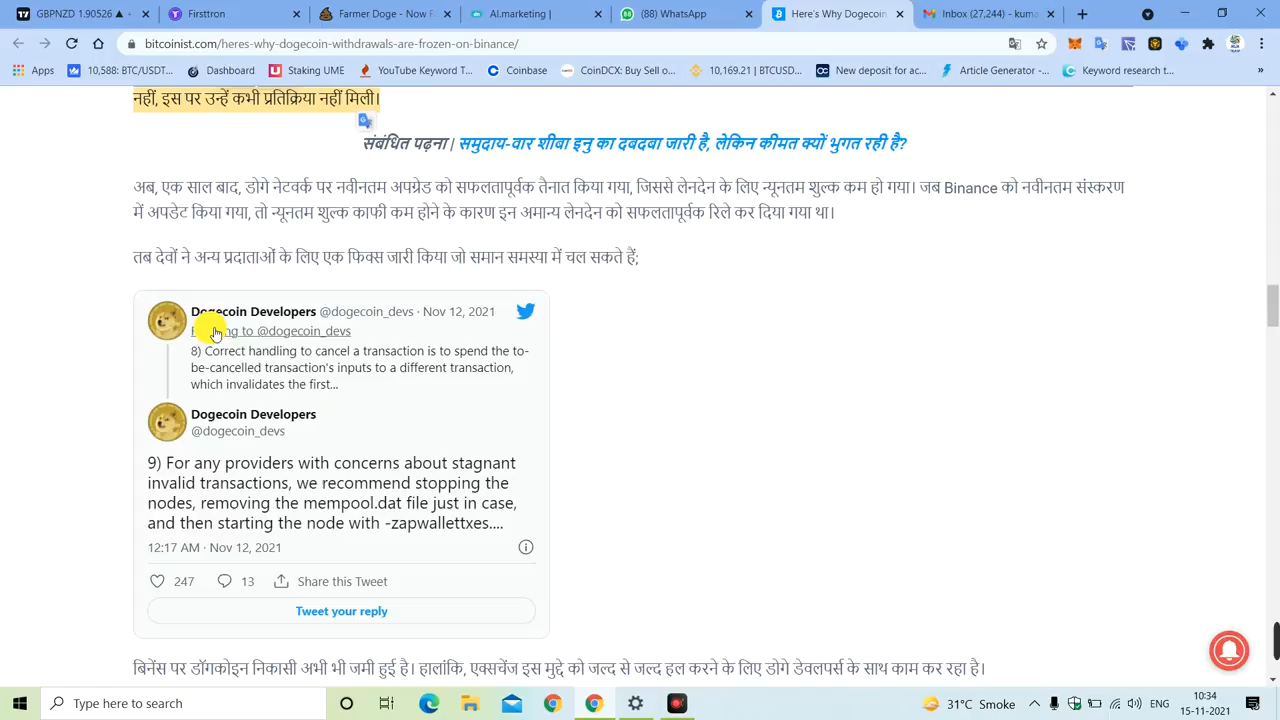 GBPNZD 1.90365 -
Engagement
Farmer Token -
Ai.marketing |
(88) WhatsApp
Here's Why Dogecoin
Inbox (27,244) - kuma
bitcoinist.com/heres-why-dogecoin-withdrawals-are-frozen-on-binance/
Apps
10,588: BTC/USDT...
Dashboard
Staking UME
YouTube Keyword T...
Coinbase
CoinDCX: Buy Sell o...
10,169.21 | BTCUSD...
New deposit for ac...
Article Generator -...
Keyword research t...
नहीं, इस पर उन्हें कभी प्रतिक्रिया नहीं मिली।
संबंधित पढ़ना | समुदाय-वार शीबा इनु का दबदबा जारी है, लेकिन कीमत क्यों भुगत रही है?
अब, एक साल बाद, डोगे नेटवर्क पर नवीनतम अपग्रेड को सफलतापूर्वक तैनात किया गया, जिससे लेनदेन के लिए न्यूनतम शुल्क कम हो गया। जब Binance को नवीनतम संस्करण
में अपडेट किया गया, तो न्यूनतम शुल्क काफी कम होने के कारण इन अमान्य लेनदेन को सफलतापूर्वक रिले कर दिया गया था।
तब देवों ने अन्य प्रदाताओं के लिए एक फिक्स जारी किया जो समान समस्या में चल सकते हैं;
Dogecoin Developers @dogecoin_devs · Nov 12, 2021
to @dogecoin_devs
8) Correct handling to cancel a transaction is to spend the to-
be-cancelled transaction's inputs to a different transaction,
which invalidates the first...
Dogecoin Developers
@dogecoin_devs
9) For any providers with concerns about stagnant
invalid transactions, we recommend stopping the
nodes, removing the mempool.dat file just in case,
and then starting the node with -zapwallettxes....
12:17 AM · Nov 12, 2021
247 13 Share this Tweet
Tweet your reply
बिनेंस पर डॉगकोइन निकासी अभी भी जमी हुई है। हालांकि, एक्सचेंज इस मुद्दे को जल्द से जल्द हल करने के लिए डोगे डेवलपर्स के साथ काम कर रहा है।
Type here to search
31°C Smoke
ENG
10:34
15-11-2021